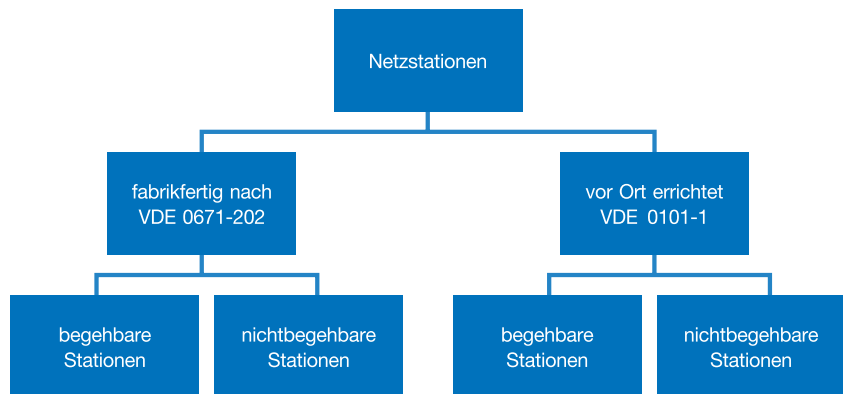 Netzstationen
fabrikfertig nach
VDE 0671-202
vor Ort errichtet
VDE 0101-1
begehbare
Stationen
nichtbegehbare
Stationen
begehbare
Stationen
nichtbegehbare
Stationen